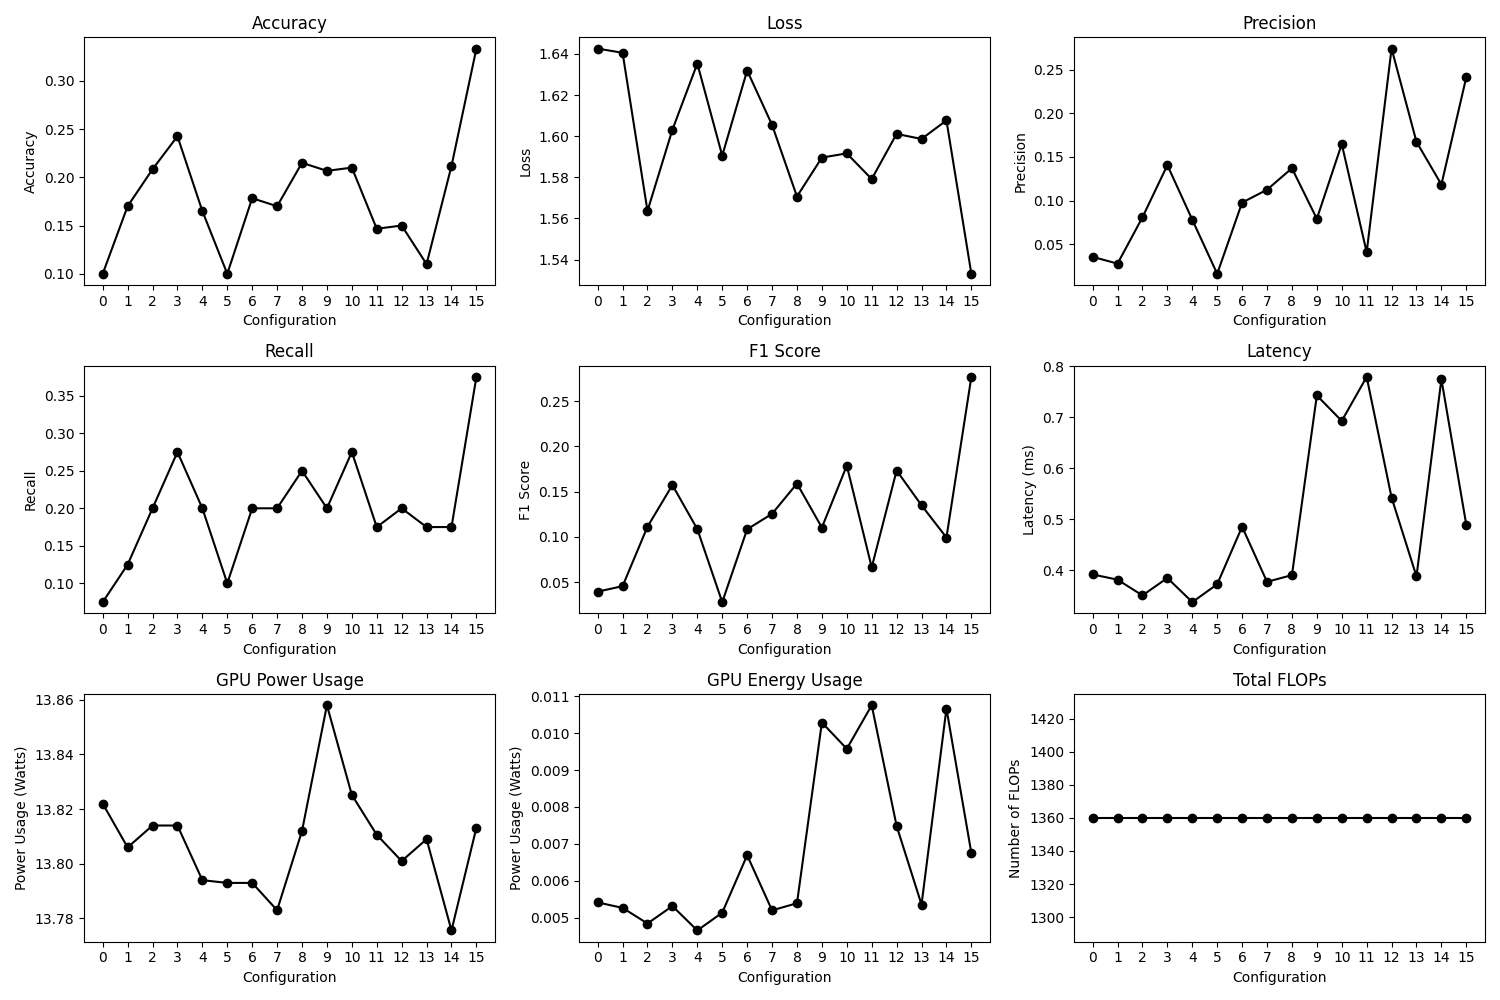 Accuracy
Accuracy
0.30
0.25
0.20
0.15
0.10
0 1 2 3 4 5 6 7 8 9 10 11 12 13 14 15
Configuration
Loss
Loss
1.64
1.62
1.60
1.58
1.56
1.54
0 1 2 3 4 5 6 7 8 9 10 11 12 13 14 15
Configuration
Precision
Precision
0.25
0.20
0.15
0.10
0.05
0 1 2 3 4 5 6 7 8 9 10 11 12 13 14 15
Configuration
Recall
Recall
0.35
0.30
0.25
0.20
0.15
0.10
0 1 2 3 4 5 6 7 8 9 10 11 12 13 14 15
Configuration
F1 Score
F1 Score
0.25
0.20
0.15
0.10
0.05
0 1 2 3 4 5 6 7 8 9 10 11 12 13 14 15
Configuration
Latency
Latency (ms)
0.8
0.7
0.6
0.5
0.4
0 1 2 3 4 5 6 7 8 9 10 11 12 13 14 15
Configuration
GPU Power Usage
Power Usage (Watts)
13.86
13.84
13.82
13.80
13.78
0 1 2 3 4 5 6 7 8 9 10 11 12 13 14 15
Configuration
GPU Energy Usage
Power Usage (Watts)
0.011
0.010
0.009
0.008
0.007
0.006
0.005
0 1 2 3 4 5 6 7 8 9 10 11 12 13 14 15
Configuration
Total FLOPs
Number of FLOPs
1420
1400
1380
1360
1340
1320
1300
0 1 2 3 4 5 6 7 8 9 10 11 12 13 14 15
Configuration